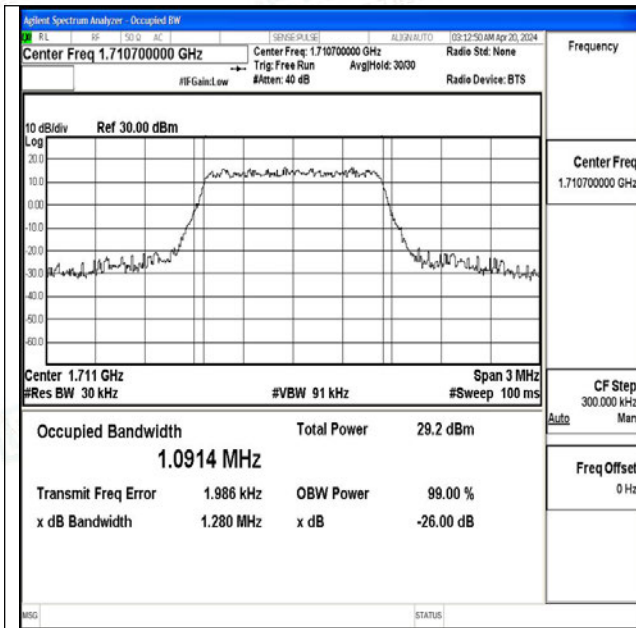 Agilent Spectrum Analyzer - Occupied BW
RL RF 50 Ω AC SENSE:PULSE ALIGNAUTO 03:12:50 AM Apr 20, 2024
Center Freq 1.710700000 GHz
Center Freq: 1.710700000 GHz
Radio Std: None
Trig: Free Run Avg|Hold: 30/30
#IFGain:Low
#Atten: 40 dB
Radio Device: BTS
Frequency
10 dB/div Ref 30.00 dBm
Log
20.0
10.0
0.00
-10.0
-20.0
-30.0
-40.0
-50.0
-60.0
Center Freq
1.710700000 GHz
Center 1.711 GHz
Span 3 MHz
#Res BW 30 kHz
#VBW 91 kHz
#Sweep 100 ms
CF Step
300.000 kHz
Auto Man
Occupied Bandwidth
Total Power 29.2 dBm
1.0914 MHz
Transmit Freq Error 1.986 kHz
OBW Power 99.00 %
x dB Bandwidth 1.280 MHz
x dB -26.00 dB
Freq Offset
0 Hz
MSG
STATUS